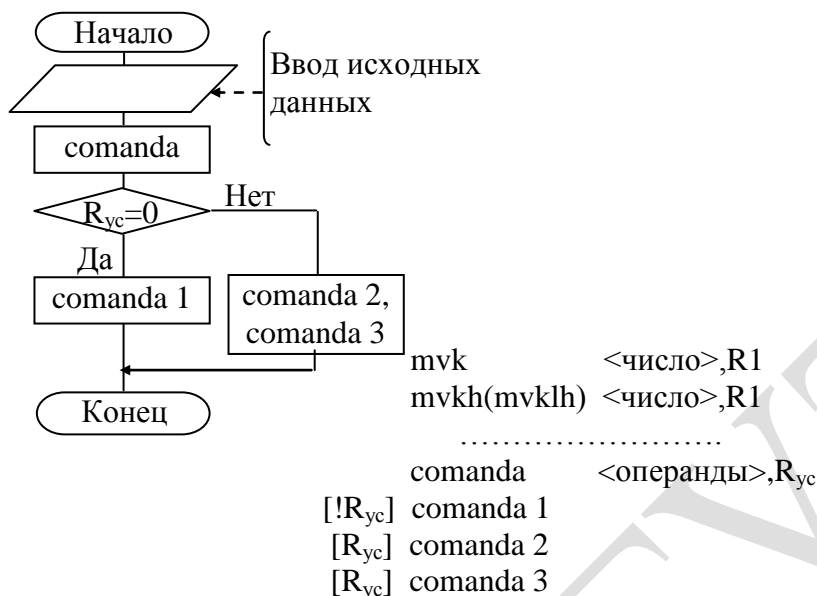 Начало
Ввод исходных
данных
comanda
Rус=0
Нет
Да
comanda 1
comanda 2,
comanda 3
Конец
mvk <число>,R1
mvkh(mvklh) <число>,R1
……………………….
comanda <операнды>,Rус
[!Rус] comanda 1
[Rус] comanda 2
[Rус] comanda 3